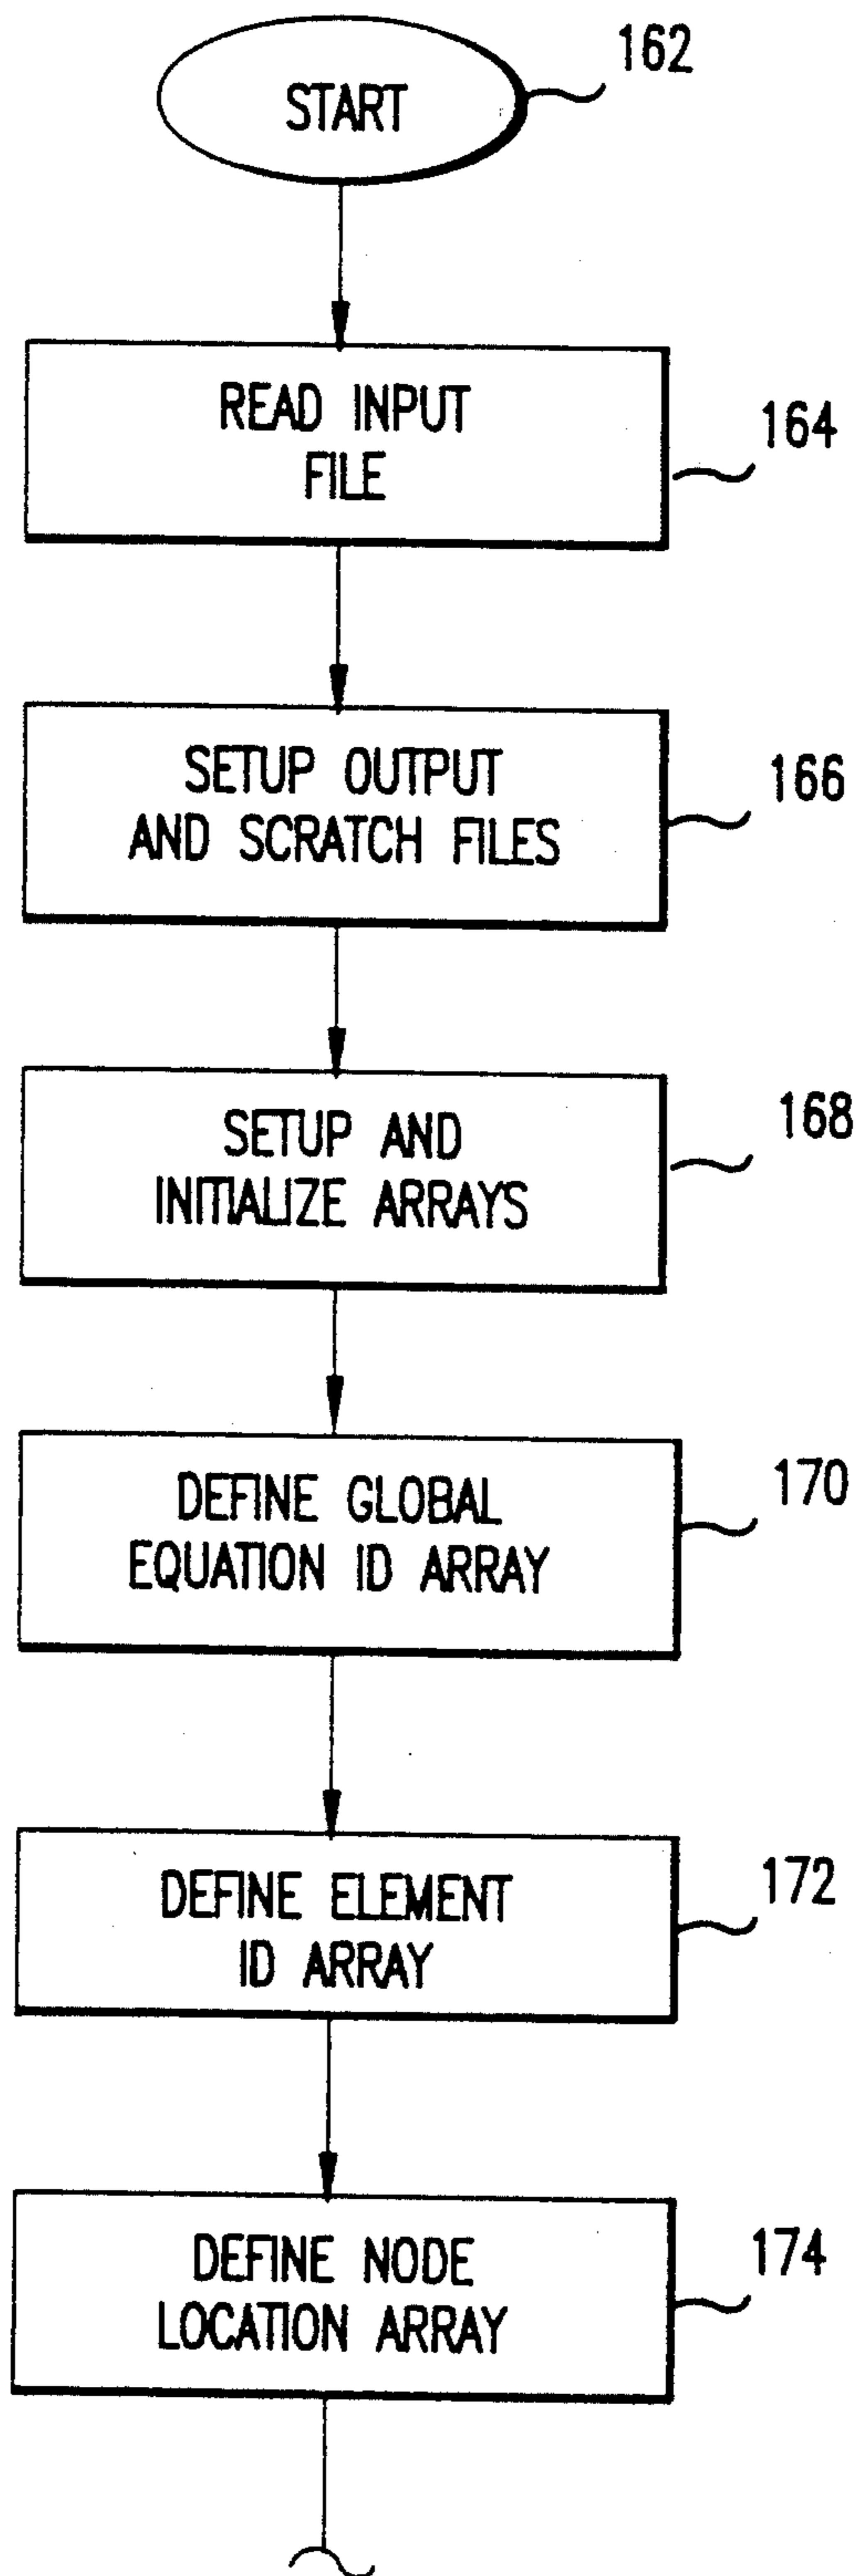 START
162
READ INPUT
FILE
164
SETUP OUTPUT
AND SCRATCH FILES
166
SETUP AND
INITIALIZE ARRAYS
168
DEFINE GLOBAL
EQUATION ID ARRAY
170
DEFINE ELEMENT
ID ARRAY
172
DEFINE NODE
LOCATION ARRAY
174